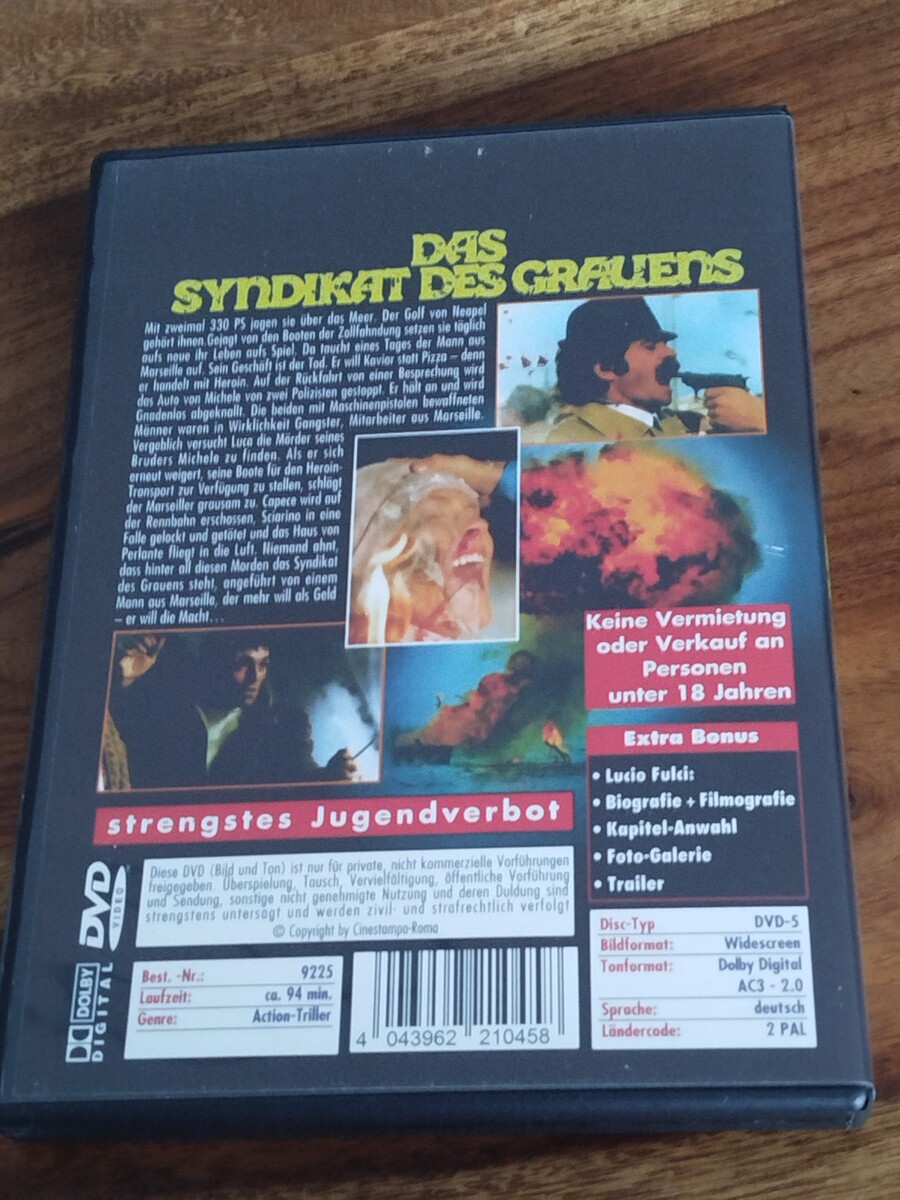 DAS
SYNDIKAT DES GRAUENS
Mit zweimal 330 PS jagen sie über das Meer. Der Golf von Neapel
gehört ihnen. Gejagt von den Booten der Zollfahndung setzen sie täglich
aufs neue ihr Leben aufs Spiel. Da taucht eines Tages der Mann aus
Marseille auf. Sein Geschäft ist der Tod. Er will Kaviar statt Pizza – denn
er handelt mit Heroin. Auf der Rückfahrt von einer Besprechung wird
das Auto von Michele von zwei Polizisten gestoppt. Er hält an und wird
Gnadenlos abgeknallt. Die beiden mit Maschinenpistolen bewaffneten
Männer waren in Wirklichkeit Gangster, Mitarbeiter aus Marseille.
Vergeblich versucht Luca die Mörder seines
Bruders Michele zu finden. Als er sich
erneut weigert, seine Boote für den Heroin-
Transport zur Verfügung zu stellen, schlägt
der Marseiller grausam zu. Capece wird auf
der Rennbahn erschossen, Sciarino in eine
Falle gelockt und getötet und das Haus von
Perlante fliegt in die Luft. Niemand ahnt,
dass hinter all diesen Morden das Syndikat
des Grauens steht, angeführt von einem
Mann aus Marseille, der mehr will als Geld
– er will die Macht...
Keine Vermietung
oder Verkauf an
Personen
unter 18 Jahren
Extra Bonus
• Lucio Fulci:
• Biografie + Filmografie
• Kapitel-Anwahl
• Foto-Galerie
• Trailer
strengstes Jugendverbot
DVD
VIDEO
Diese DVD (Bild und Ton) ist nur für private, nicht kommerzielle Vorführungen
freigegeben. Überspielung, Tausch, Vervielfältigung, öffentliche Vorführung
und Sendung, sonstige nicht genehmigte Nutzung und deren Duldung sind
strengstens untersagt und werden zivil- und strafrechtlich verfolgt
© Copyright by Cinestampa-Roma
DOLBY
DIGITAL
Best. -Nr.: 9225
Laufzeit: ca. 94 min.
Genre: Action-Triller
4 043962 210458
Disc-Typ DVD-5
Bildformat: Widescreen
Tonformat: Dolby Digital
AC3 - 2.0
Sprache: deutsch
Ländercode: 2 PAL